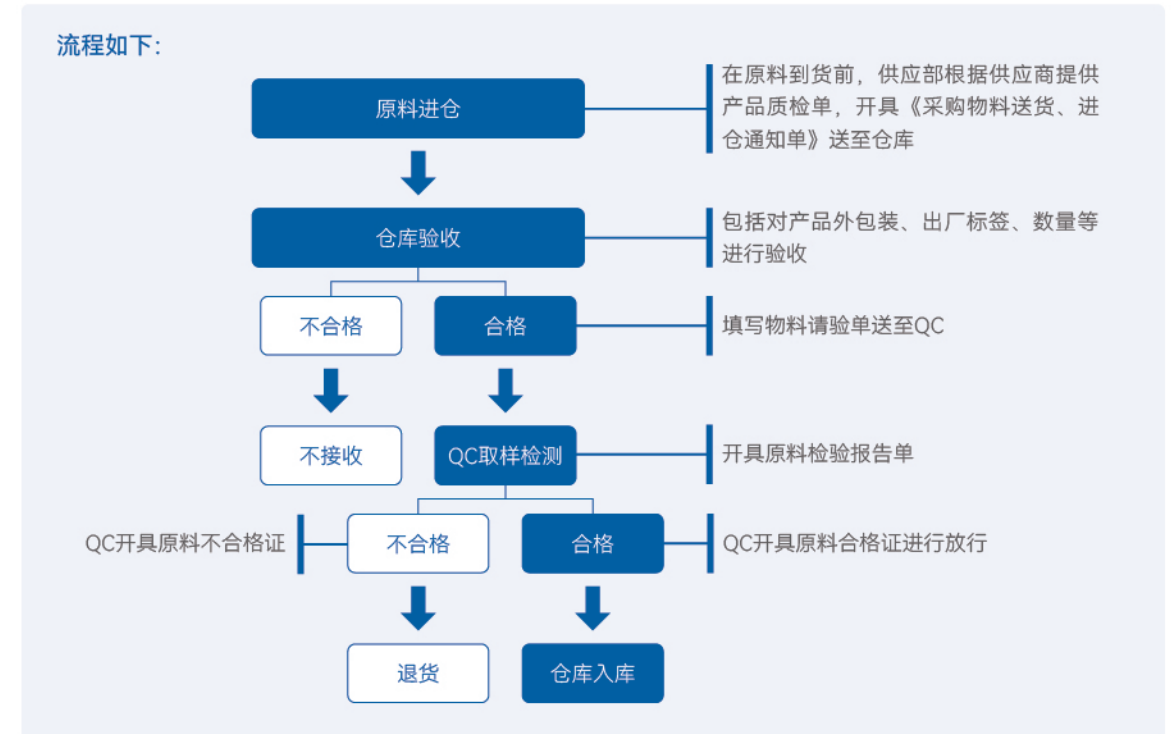 流程如下:
原料进仓
在原料到货前，供应部根据供应商提供
产品质检单，开具《采购物料送货、进
仓通知单》送至仓库
仓库验收
包括对产品外包装、出厂标签、数量等
进行验收
不合格
合格
填写物料请验单送至QC
不接收
QC取样检测
开具原料检验报告单
QC开具原料不合格证
不合格
合格
QC开具原料合格证进行放行
退货
仓库入库